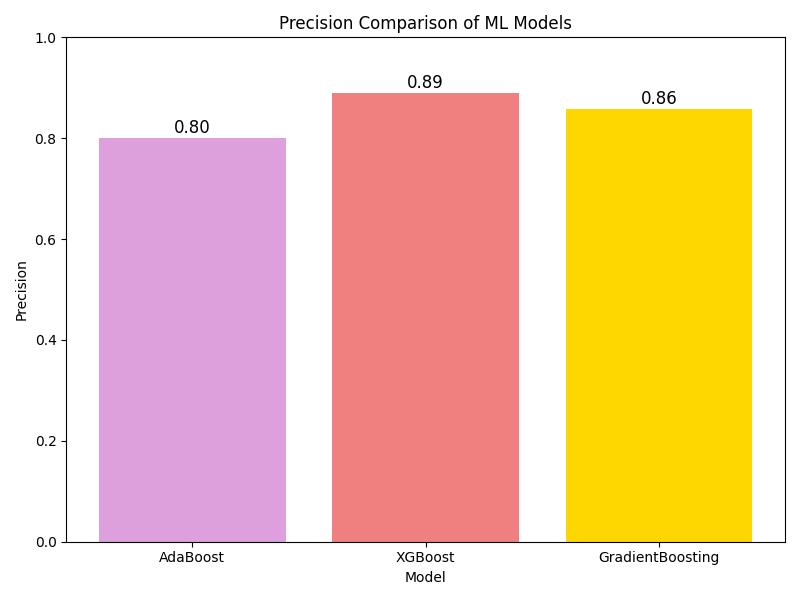 Precision Comparison of ML Models
1.0
0.8
0.6
0.4
0.2
0.0
Precision
0.80
0.89
0.86
AdaBoost
XGBoost
GradientBoosting
Model